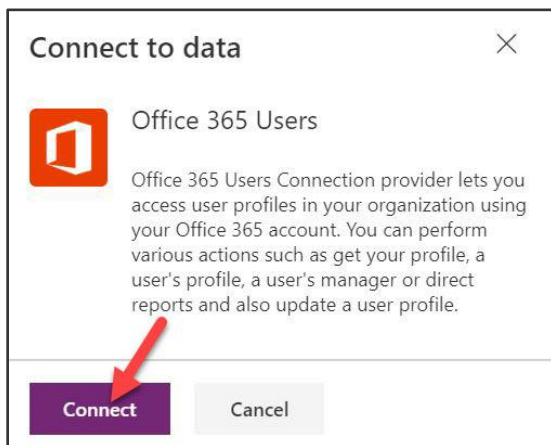 Connect to data
Office 365 Users
Office 365 Users Connection provider lets you
access user profiles in your organization using
your Office 365 account. You can perform
various actions such as get your profile, a
user's profile, a user's manager or direct
reports and also update a user profile.
Connect
Cancel